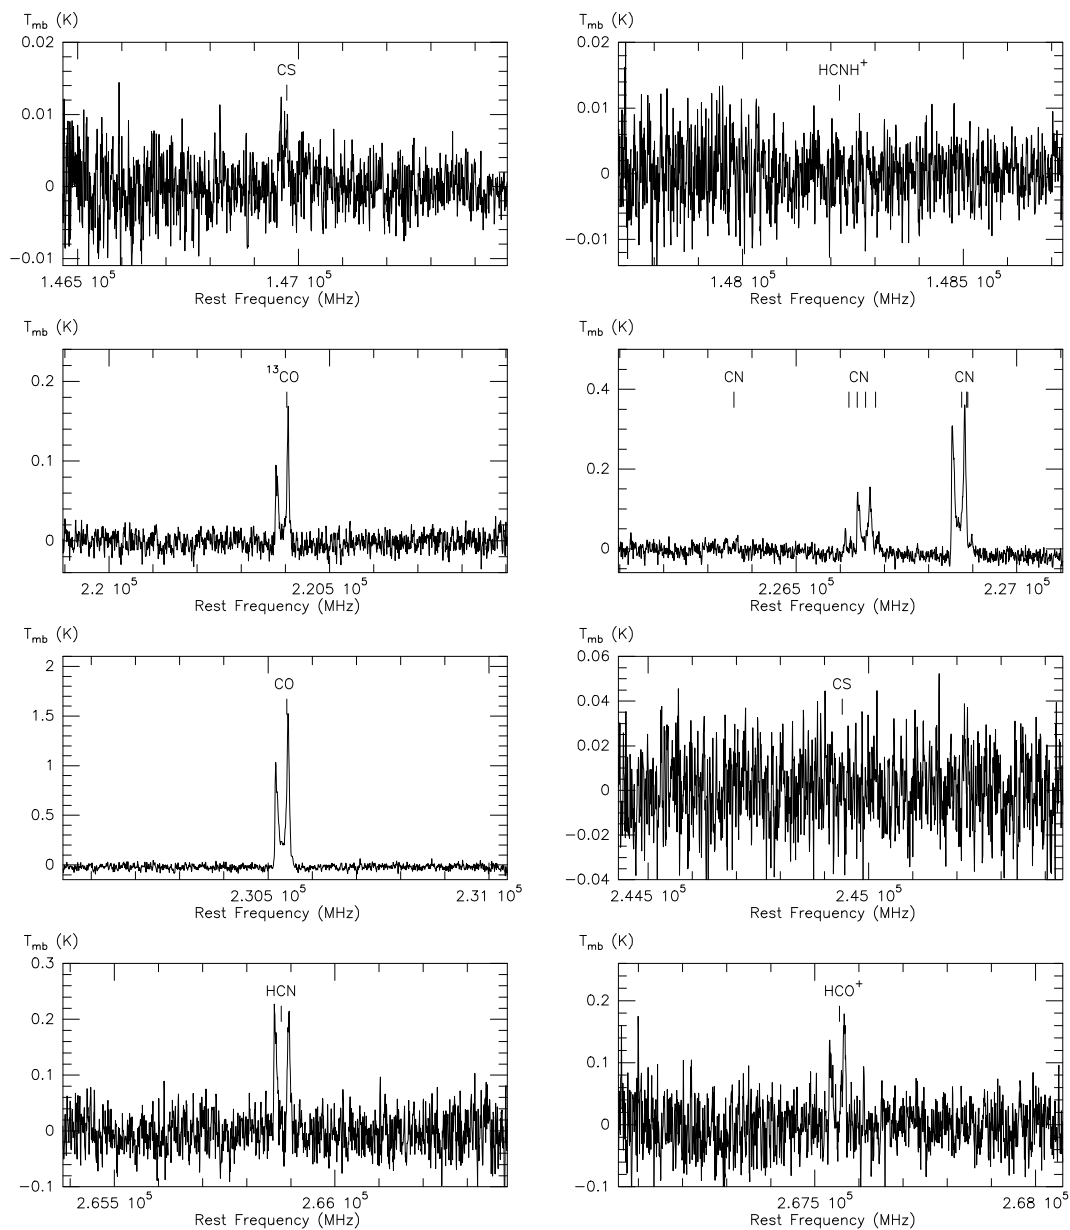 T_mb (K)
0.02
0.01
0
−0.01
CS
1.465 10^5
1.47 10^5
Rest Frequency (MHz)
T_mb (K)
0.02
0.01
0
−0.01
HCNH^+
1.48 10^5
1.485 10^5
Rest Frequency (MHz)
T_mb (K)
0.2
0.1
0
^13CO
2.2 10^5
2.205 10^5
Rest Frequency (MHz)
T_mb (K)
0.4
0.2
0
CN CN CN
2.265 10^5
2.27 10^5
Rest Frequency (MHz)
T_mb (K)
2
1.5
1
0.5
0
CO
2.305 10^5
2.31 10^5
Rest Frequency (MHz)
T_mb (K)
0.06
0.04
0.02
0
−0.02
−0.04
CS
2.445 10^5
2.45 10^5
Rest Frequency (MHz)
T_mb (K)
0.3
0.2
0.1
0
−0.1
HCN
2.655 10^5
2.66 10^5
Rest Frequency (MHz)
T_mb (K)
0.2
0.1
0
−0.1
HCO^+
2.675 10^5
2.68 10^5
Rest Frequency (MHz)